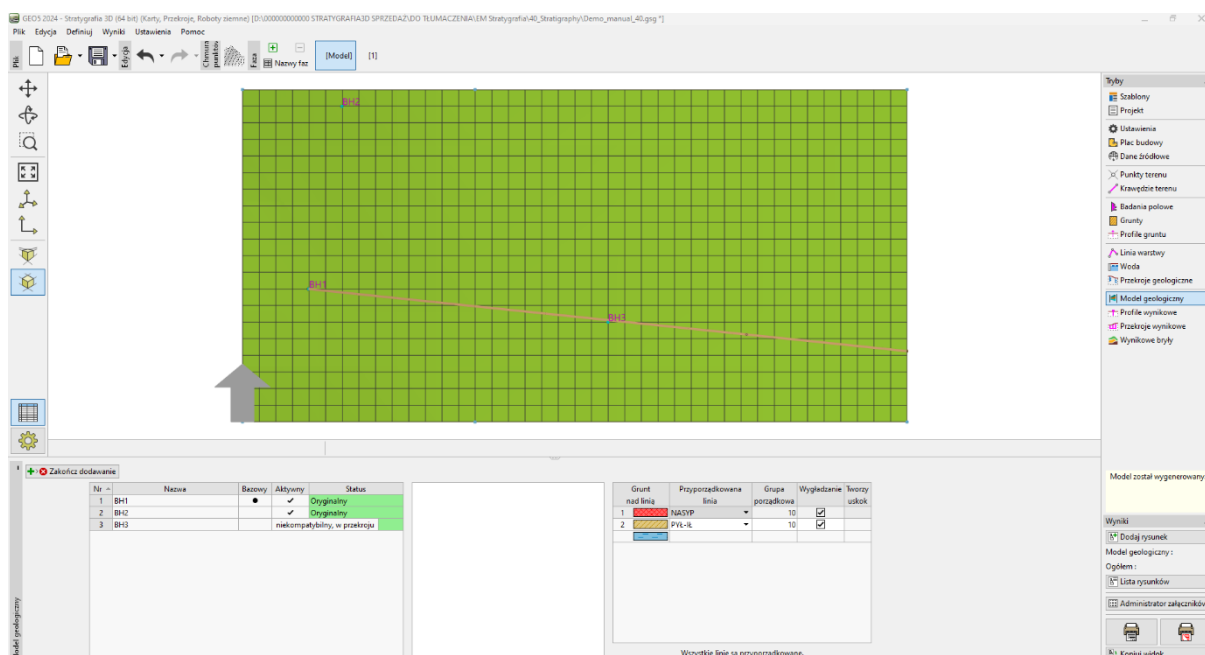 GEO5 2024 - Stratygrafia 3D (64 bit) (Karty, Przekroje, Roboty ziemne) [D:\000000000000 STRATYGRAFIA3D SPRZEDAŻ\DO TŁUMACZENIA\EM Stratygrafia\40_Stratigraphy\Demo_manual_40.gsg *]
Plik Edycja Definiuj Wyniki Ustawienia Pomoc
Plik
Edycja
Chmura punktów
Faza
Nazwy faz
[Model]
[1]
BH2
BH1
BH3
Tryby
Szablony
Projekt
Ustawienia
Plac budowy
Dane źródłowe
Punkty terenu
Krawędzie terenu
Badania polowe
Grunty
Profile gruntu
Linia warstwy
Woda
Przekroje geologiczne
Model geologiczny
Profile wynikowe
Przekroje wynikowe
Wynikowe bryły
Model został wygenerowany
Zakończ dodawanie
Nr Nazwa Bazowy Aktywny Status
1 BH1 Oryginalny
2 BH2 Oryginalny
3 BH3 niekompatybilny, w przekroju
Grunt nad linią Przyporządkowana linia Grupa porządkowa Wygładzanie Tworzy uskok
1 NASYP 10
2 PYŁ-IŁ 10
Wszystkie linie są przyporządkowane.
Model geologiczny
Wyniki
Dodaj rysunek
Model geologiczny :
Ogółem :
Lista rysunków
Administrator załączników
Kopiuj widok